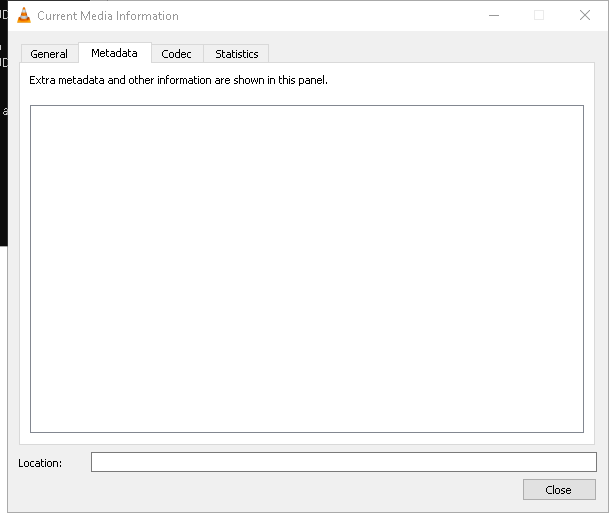 Current Media Information
General Metadata Codec Statistics
Extra metadata and other information are shown in this panel.
Location:
Close